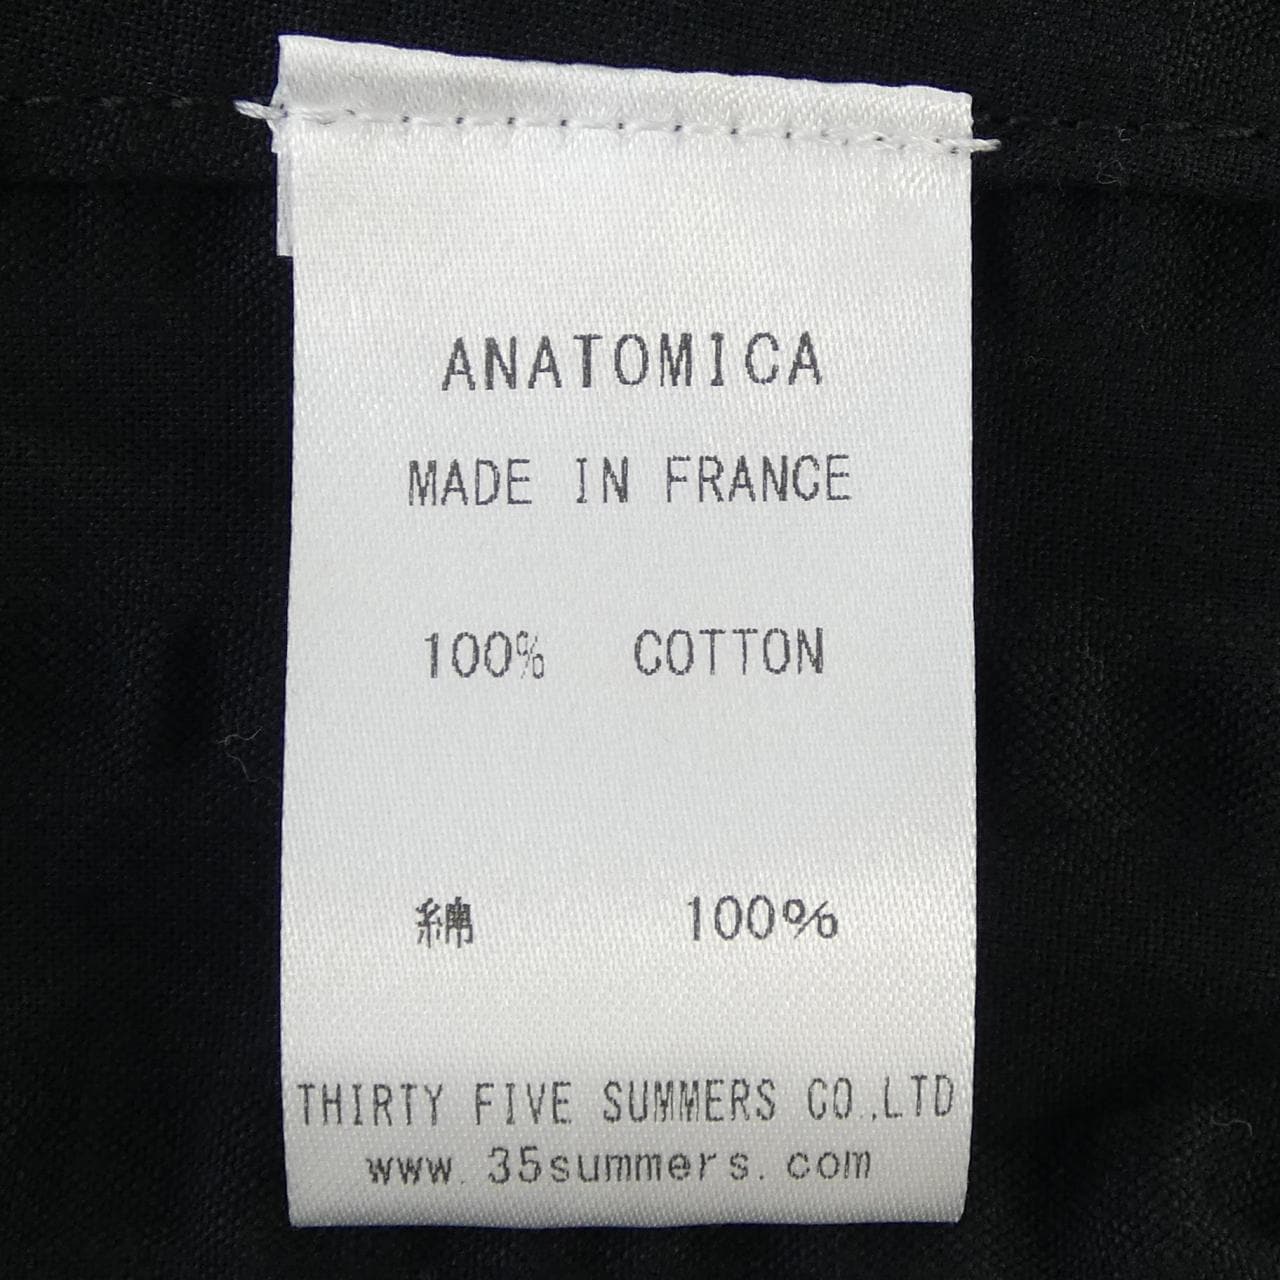 ANATOMICA
MADE IN FRANCE
100% COTTON
綿 100%
THIRTY FIVE SUMMERS CO.,LTD
www.35summers.com